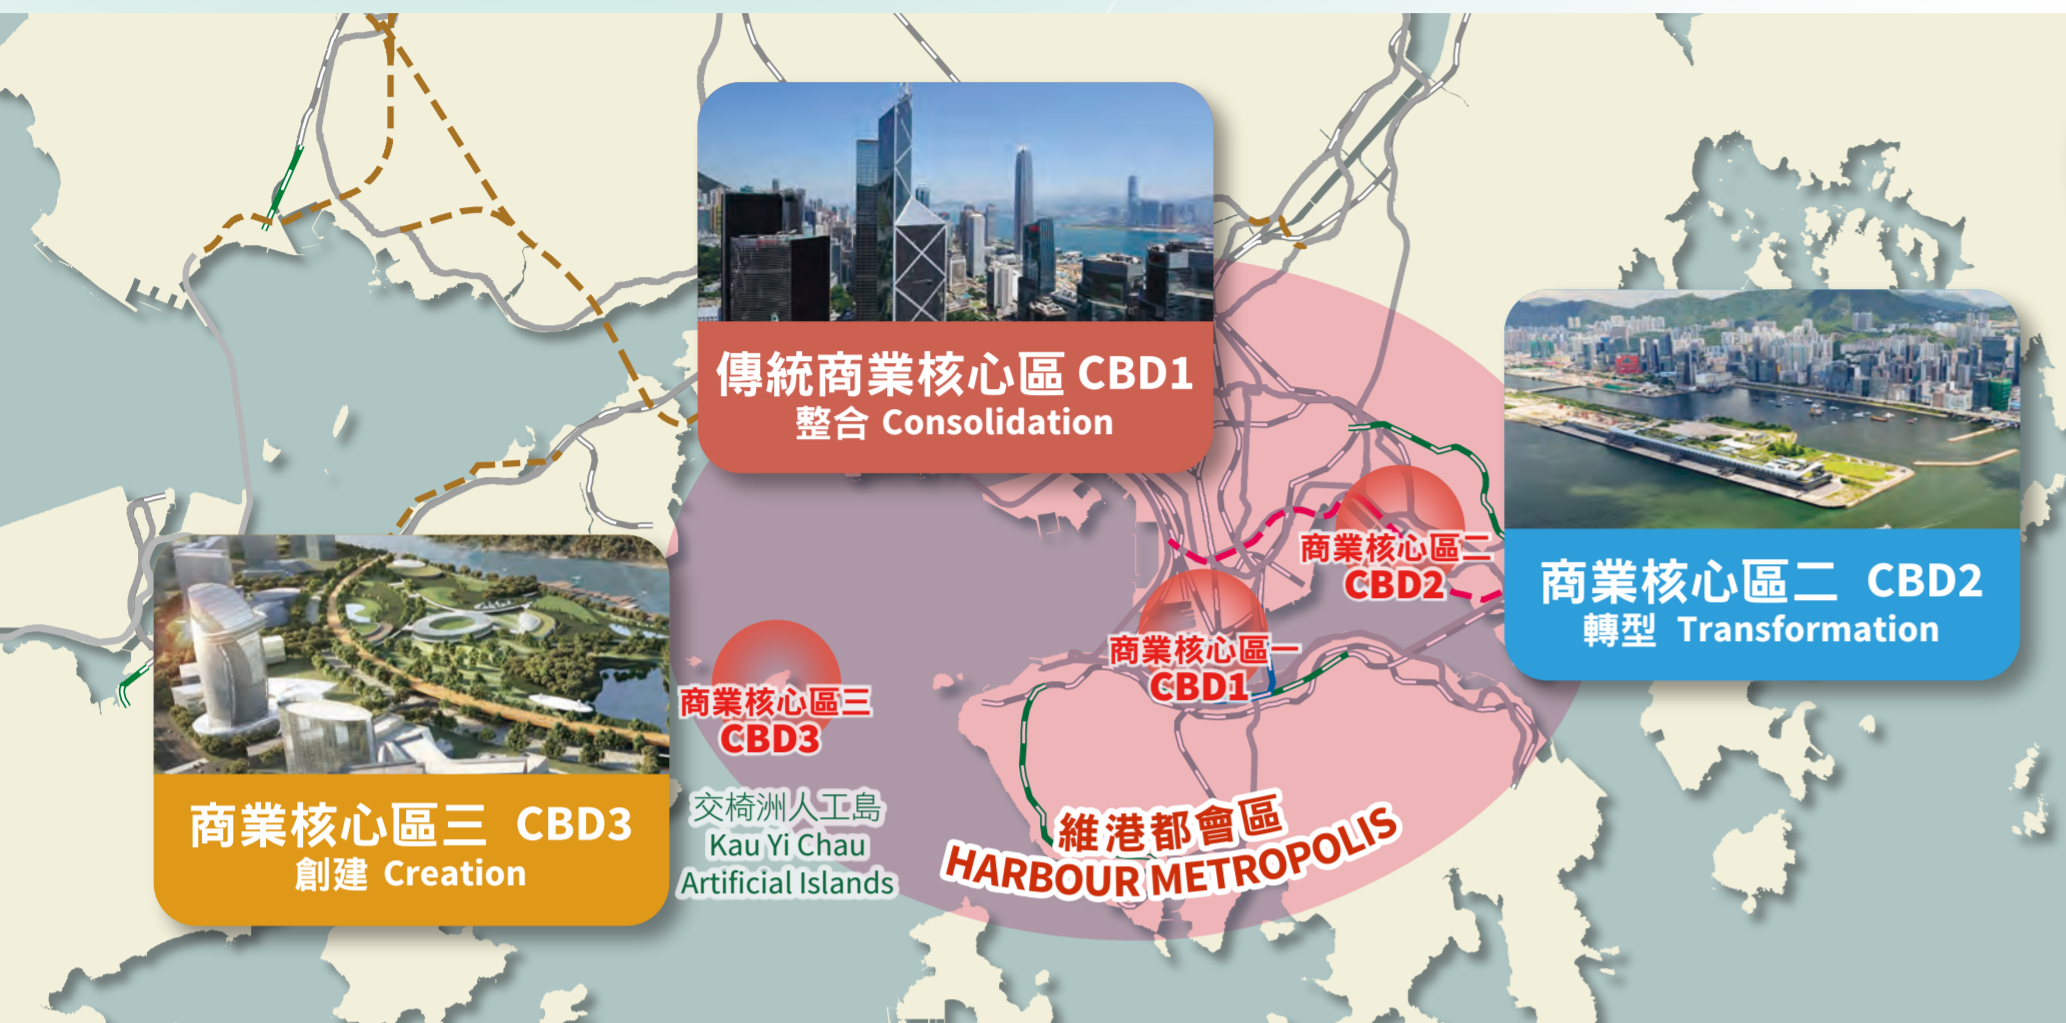 傳統商業核心區 CBD1
整合 Consolidation
商業核心區二 CBD2
轉型 Transformation
商業核心區三 CBD3
創建 Creation
商業核心區二
CBD2
商業核心區一
CBD1
商業核心區三
CBD3
交椅洲人工島
Kau Yi Chau
Artificial Islands
維港都會區
HARBOUR METROPOLIS